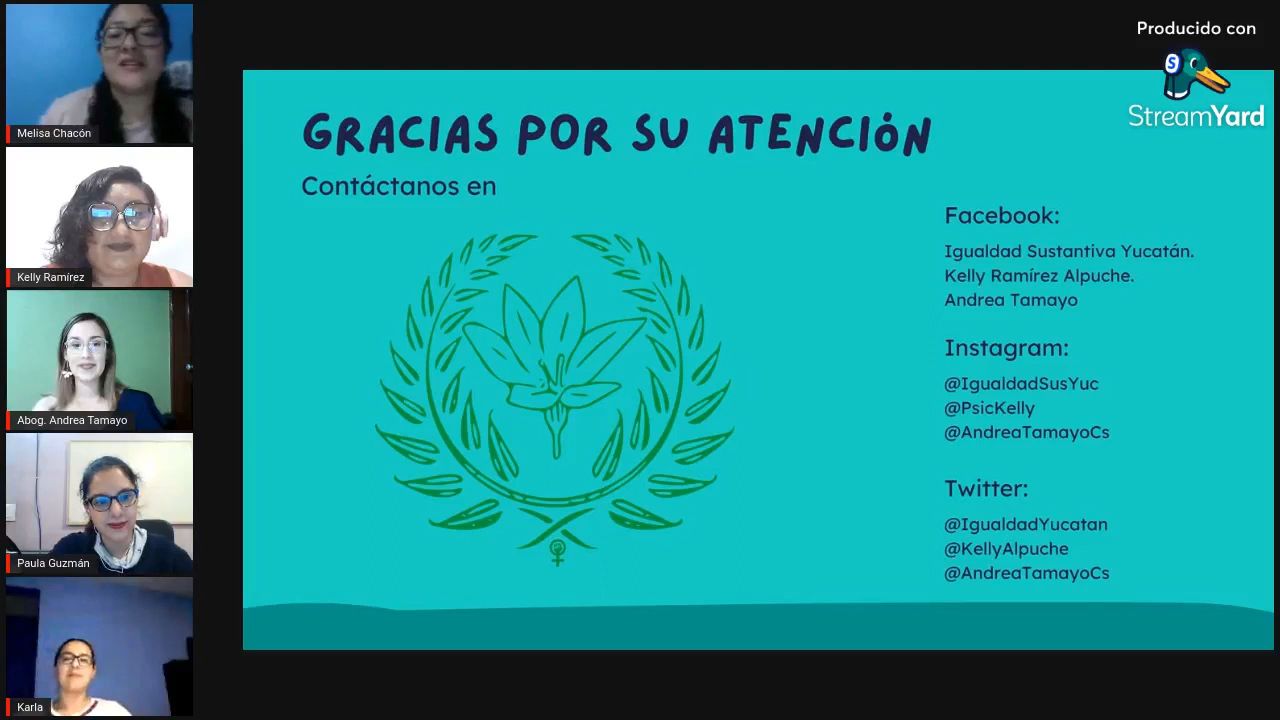 Melisa Chacón
Kelly Ramírez
Abog. Andrea Tamayo
Paula Guzmán
Karla
Producido con
S
StreamYard
GRACIAS POR SU ATENCIÓN
Contáctanos en
Facebook:
Igualdad Sustantiva Yucatán.
Kelly Ramírez Alpuche.
Andrea Tamayo
Instagram:
@IgualdadSusYuc
@PsicKelly
@AndreaTamayoCs
Twitter:
@IgualdadYucatan
@KellyAlpuche
@AndreaTamayoCs